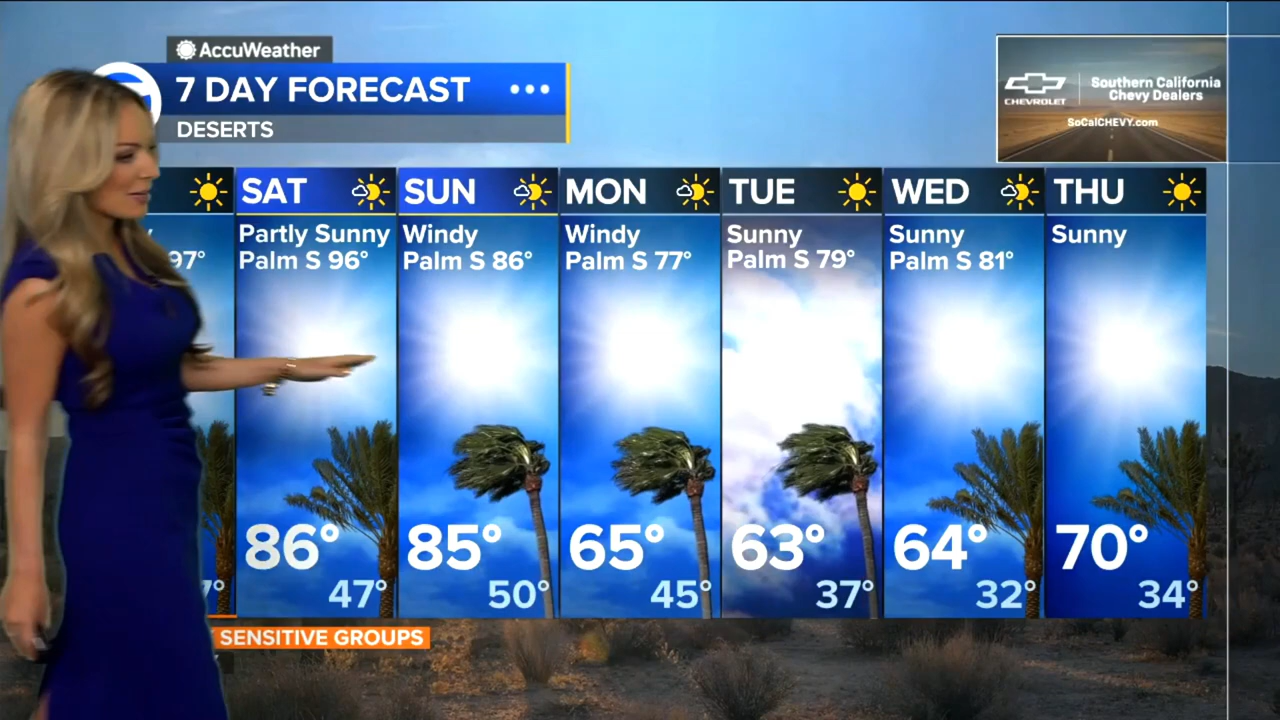 AccuWeather
7 DAY FORECAST
DESERTS
CHEVROLET
Southern California
Chevy Dealers
SoCalCHEVY.com
SAT
SUN
MON
TUE
WED
THU
97°
Partly Sunny
Palm S 96°
Windy
Palm S 86°
Windy
Palm S 77°
Sunny
Palm S 79°
Sunny
Palm S 81°
Sunny
86°
85°
65°
63°
64°
70°
7°
47°
50°
45°
37°
32°
34°
SENSITIVE GROUPS